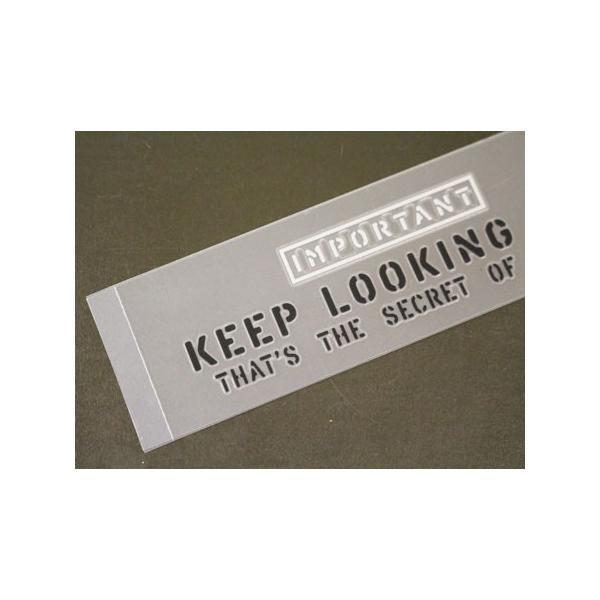 IMPORTANT
KEEP LOOKING
THAT'S THE SECRET OF